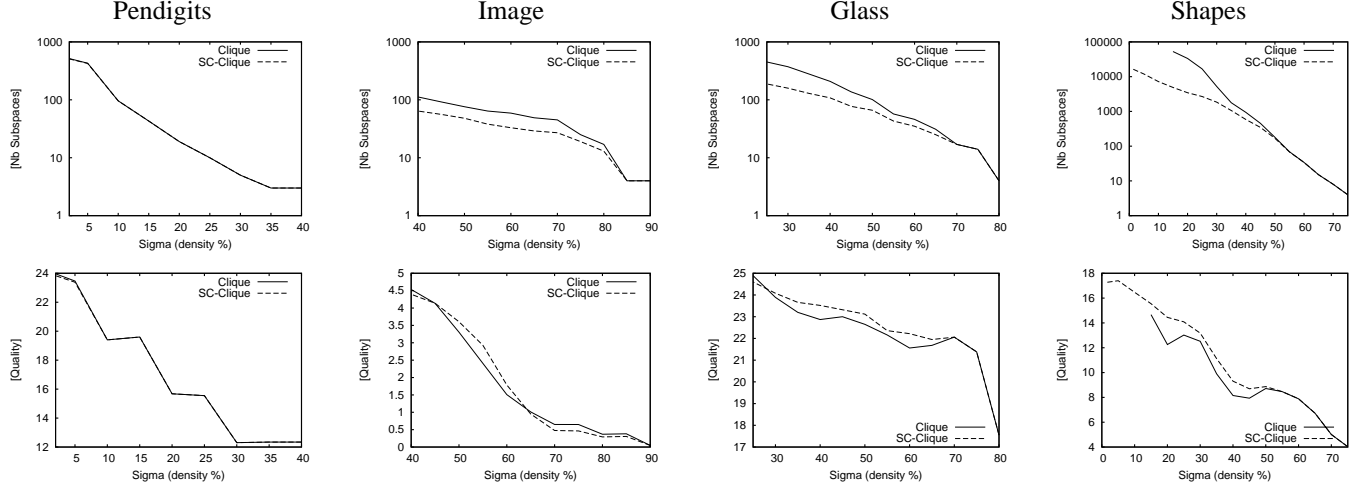 Pendigits
Image
Glass
Shapes
1000
100
10
1
5 10 15 20 25 30 35 40
[Nb Subspaces]
Sigma (density %)
Clique
SC-Clique
1000
100
10
1
40 50 60 70 80 90
[Nb Subspaces]
Sigma (density %)
Clique
SC-Clique
1000
100
10
1
30 40 50 60 70 80
[Nb Subspaces]
Sigma (density %)
Clique
SC-Clique
100000
10000
1000
100
10
1
0 10 20 30 40 50 60 70
[Nb Subspaces]
Sigma (density %)
Clique
SC-Clique
24
22
20
18
16
14
12
5 10 15 20 25 30 35 40
[Quality]
Sigma (density %)
Clique
SC-Clique
5
4.5
4
3.5
3
2.5
2
1.5
1
0.5
0
40 50 60 70 80 90
[Quality]
Sigma (density %)
Clique
SC-Clique
25
24
23
22
21
20
19
18
17
30 40 50 60 70 80
[Quality]
Sigma (density %)
Clique
SC-Clique
18
16
14
12
10
8
6
4
0 10 20 30 40 50 60 70
[Quality]
Sigma (density %)
Clique
SC-Clique